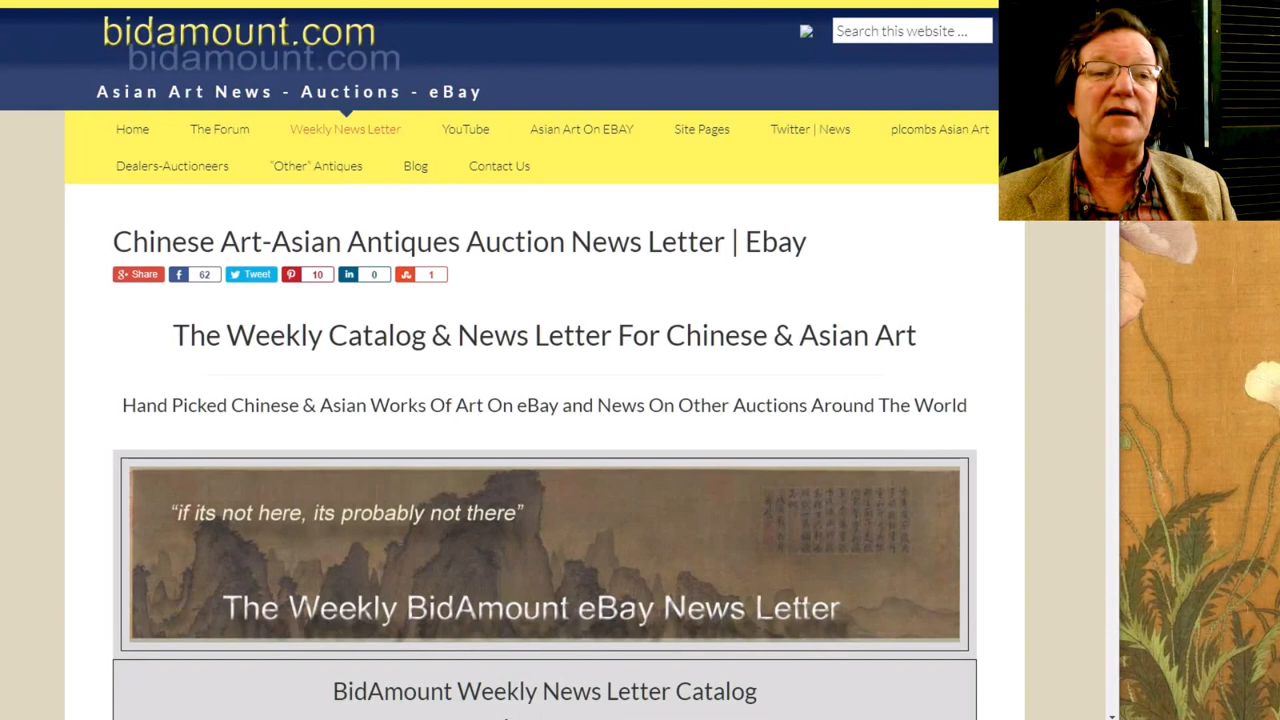 bidamount.com
bidamount.com
Asian Art News - Auctions - eBay
Search this website ...
Home The Forum Weekly News Letter YouTube Asian Art On EBAY Site Pages Twitter | News plcombs Asian Art
Dealers-Auctioneers “Other” Antiques Blog Contact Us
Chinese Art-Asian Antiques Auction News Letter | Ebay
Share 62 Tweet 10 0 1
The Weekly Catalog & News Letter For Chinese & Asian Art
Hand Picked Chinese & Asian Works Of Art On eBay and News On Other Auctions Around The World
“if its not here, its probably not there”
The Weekly BidAmount eBay News Letter
BidAmount Weekly News Letter Catalog